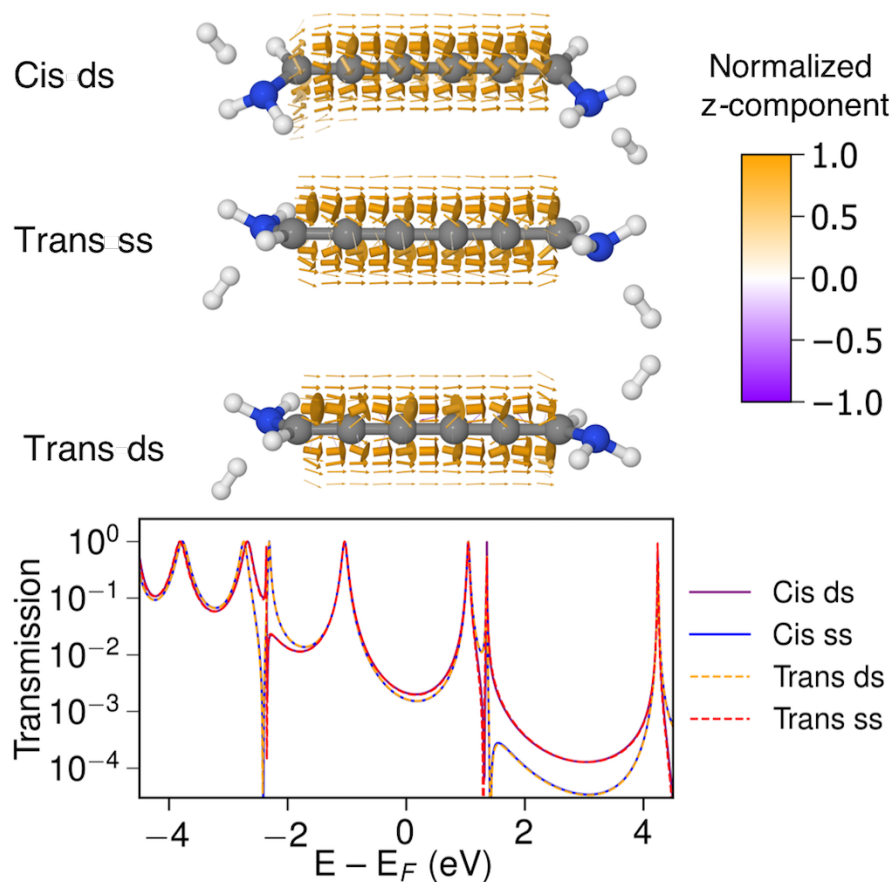 Cis ds
Normalized
z-component
1.0
0.5
0.0
−0.5
−1.0
Trans ss
Trans ds
Transmission
10⁰
10⁻¹
10⁻²
10⁻³
10⁻⁴
−4
−2
0
2
4
E − E_F (eV)
Cis ds
Cis ss
Trans ds
Trans ss